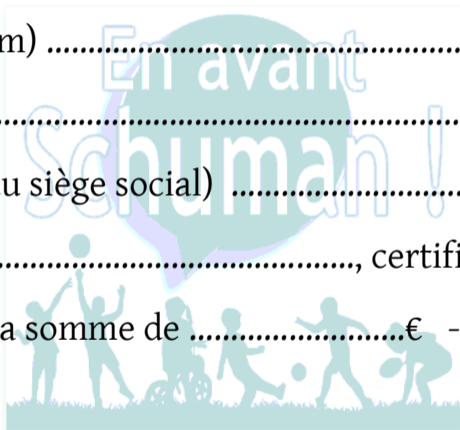 m) ........................................
En avant
........................................
Schuman !
u siège social) ........................
........................................, certifi
a somme de ..........................€ -